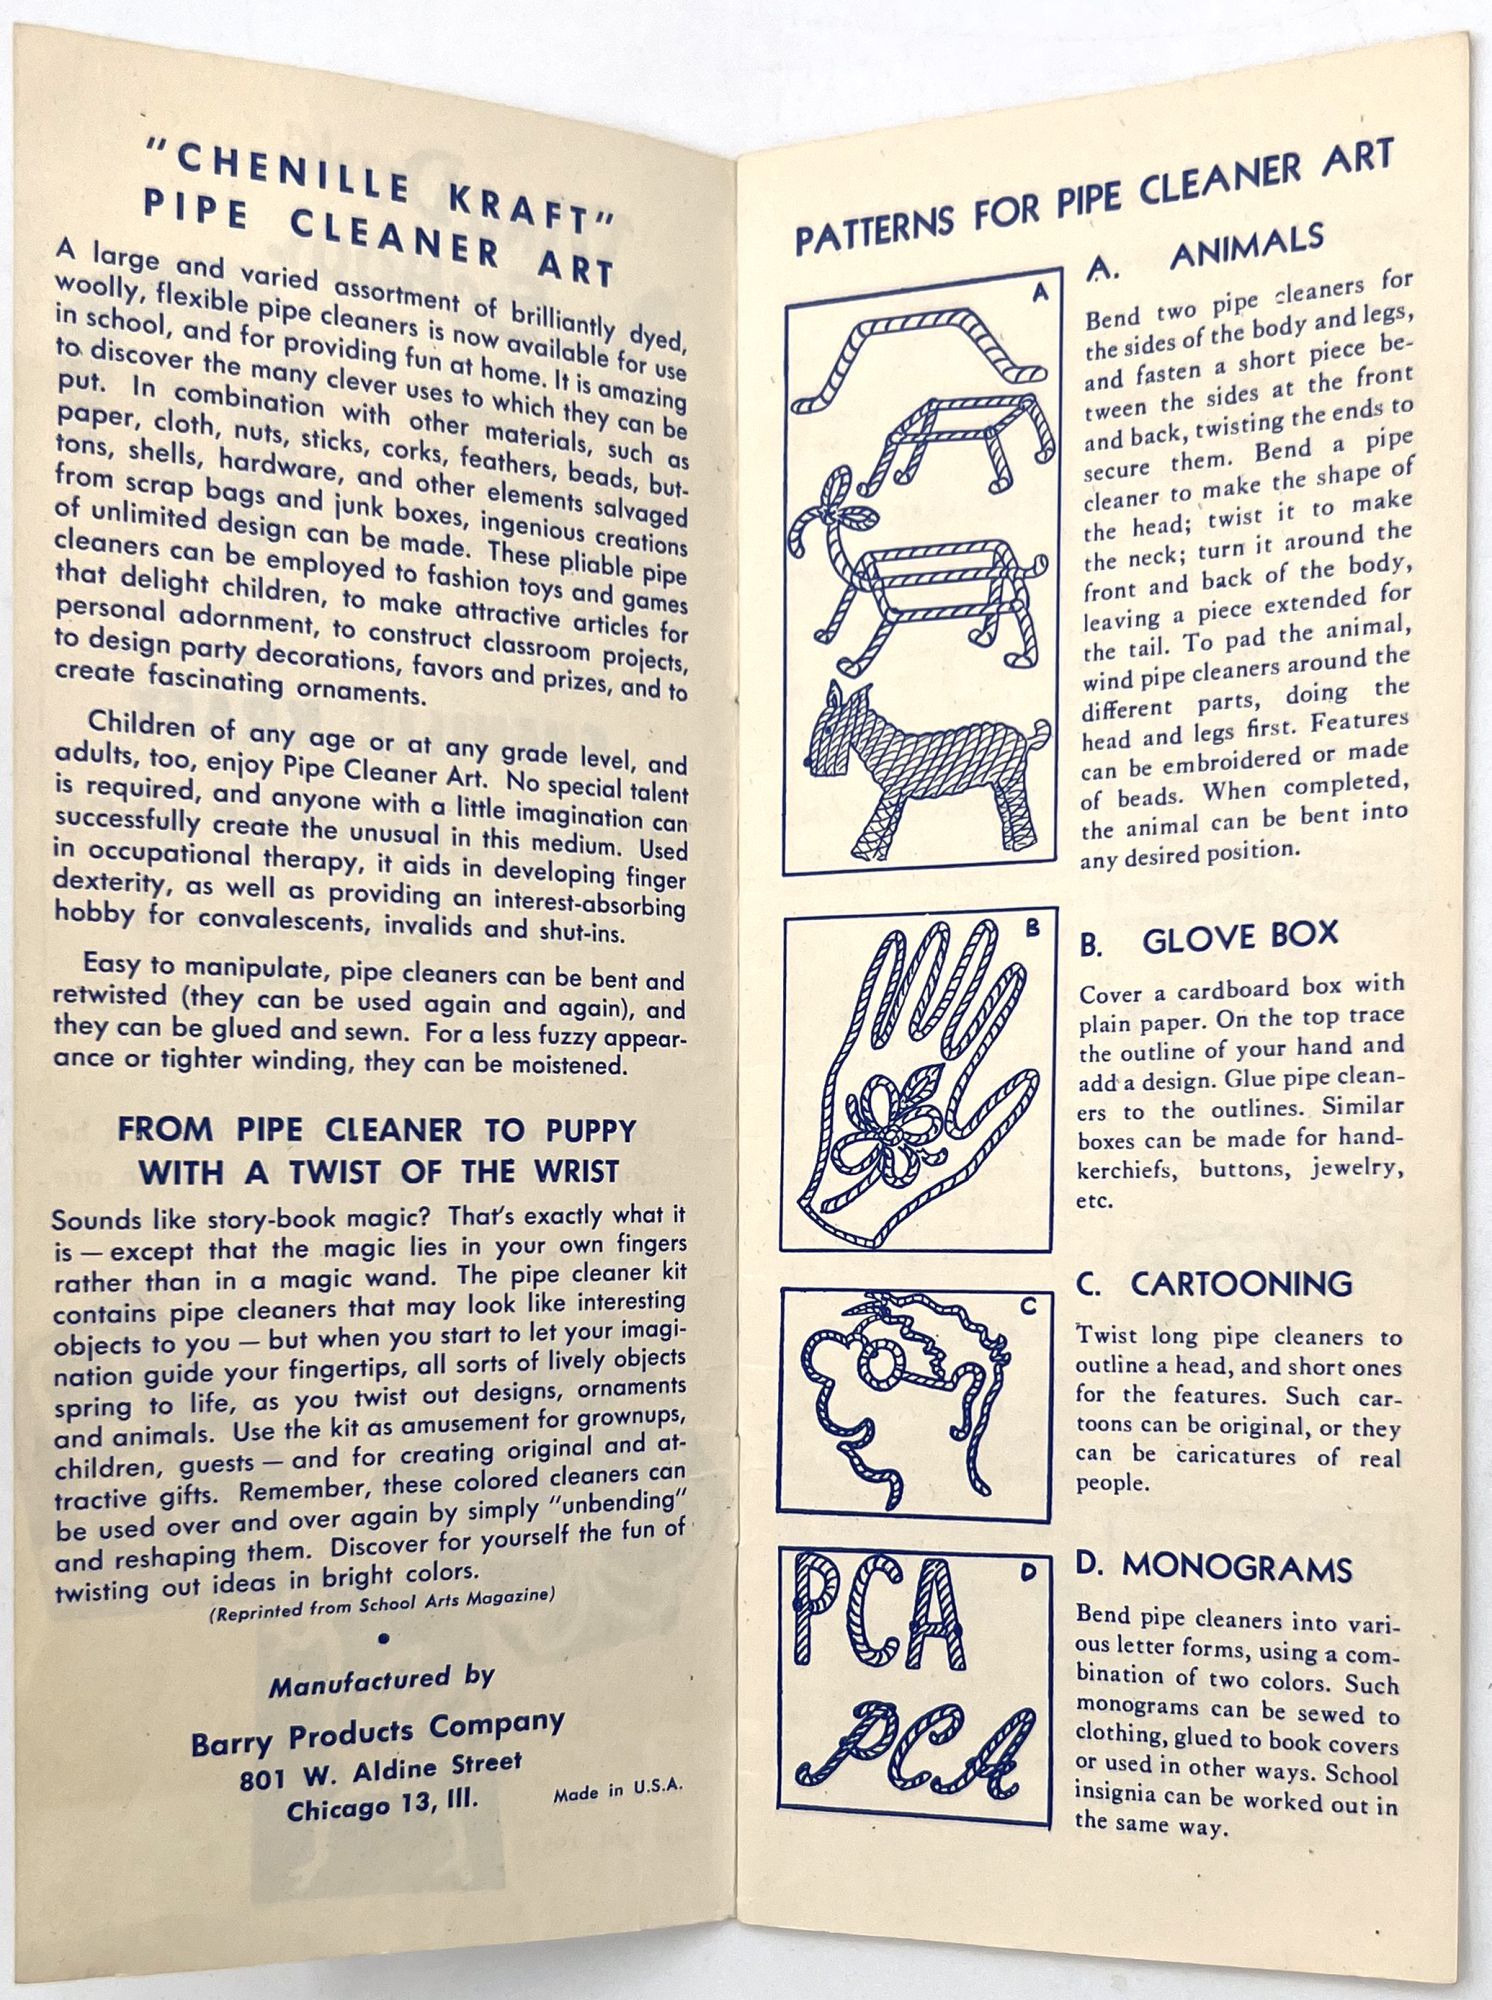 "CHENILLE KRAFT"
PIPE CLEANER ART
A large and varied assortment of brilliantly dyed,
woolly, flexible pipe cleaners is now available for use
in school, and for providing fun at home. It is amazing
to discover the many clever uses to which they can be
put. In combination with other materials, such as
paper, cloth, nuts, sticks, corks, feathers, beads, but-
tons, shells, hardware, and other elements salvaged
from scrap bags and junk boxes, ingenious creations
of unlimited design can be made. These pliable pipe
cleaners can be employed to fashion toys and games
that delight children, to make attractive articles for
personal adornment, to construct classroom projects,
to design party decorations, favors and prizes, and to
create fascinating ornaments.
Children of any age or at any grade level, and
adults, too, enjoy Pipe Cleaner Art. No special talent
is required, and anyone with a little imagination can
successfully create the unusual in this medium. Used
in occupational therapy, it aids in developing finger
dexterity, as well as providing an interest-absorbing
hobby for convalescents, invalids and shut-ins.
Easy to manipulate, pipe cleaners can be bent and
retwisted (they can be used again and again), and
they can be glued and sewn. For a less fuzzy appear-
ance or tighter winding, they can be moistened.
FROM PIPE CLEANER TO PUPPY
WITH A TWIST OF THE WRIST
Sounds like story-book magic? That's exactly what it
is — except that the magic lies in your own fingers
rather than in a magic wand. The pipe cleaner kit
contains pipe cleaners that may look like interesting
objects to you — but when you start to let your imagi-
nation guide your fingertips, all sorts of lively objects
spring to life, as you twist out designs, ornaments
and animals. Use the kit as amusement for grownups,
children, guests — and for creating original and at-
tractive gifts. Remember, these colored cleaners can
be used over and over again by simply "unbending"
and reshaping them. Discover for yourself the fun of
twisting out ideas in bright colors.
(Reprinted from School Arts Magazine)
•
Manufactured by
Barry Products Company
801 W. Aldine Street
Chicago 13, Ill.
Made in U.S.A.
PATTERNS FOR PIPE CLEANER ART
A
A. ANIMALS
Bend two pipe cleaners for
the sides of the body and legs,
and fasten a short piece be-
tween the sides at the front
and back, twisting the ends to
secure them. Bend a pipe
cleaner to make the shape of
the head; twist it to make
the neck; turn it around the
front and back of the body,
leaving a piece extended for
the tail. To pad the animal,
wind pipe cleaners around the
different parts, doing the
head and legs first. Features
can be embroidered or made
of beads. When completed,
the animal can be bent into
any desired position.
B
B. GLOVE BOX
Cover a cardboard box with
plain paper. On the top trace
the outline of your hand and
add a design. Glue pipe clean-
ers to the outlines. Similar
boxes can be made for hand-
kerchiefs, buttons, jewelry,
etc.
C
C. CARTOONING
Twist long pipe cleaners to
outline a head, and short ones
for the features. Such car-
toons can be original, or they
can be caricatures of real
people.
D
PCA
PCA
D. MONOGRAMS
Bend pipe cleaners into vari-
ous letter forms, using a com-
bination of two colors. Such
monograms can be sewed to
clothing, glued to book covers
or used in other ways. School
insignia can be worked out in
the same way.